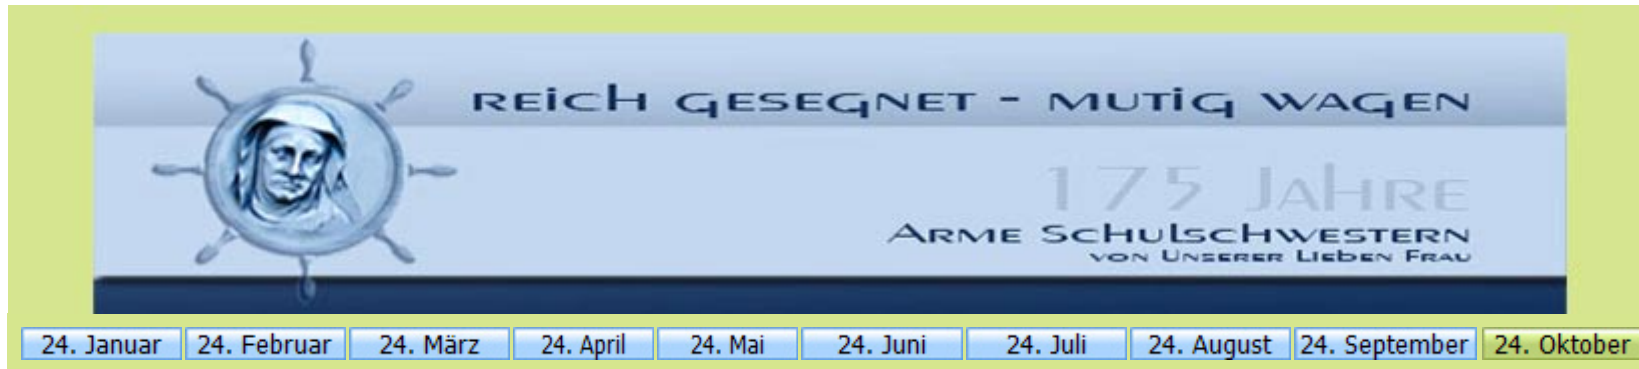 REiCH GESEGNET - MUTiG WAGEN
175 JAHRE
ARME SCHULSCHWESTERN
VON UNSERER LIEBEN FRAU
24. Januar 24. Februar 24. März 24. April 24. Mai 24. Juni 24. Juli 24. August 24. September 24. Oktober